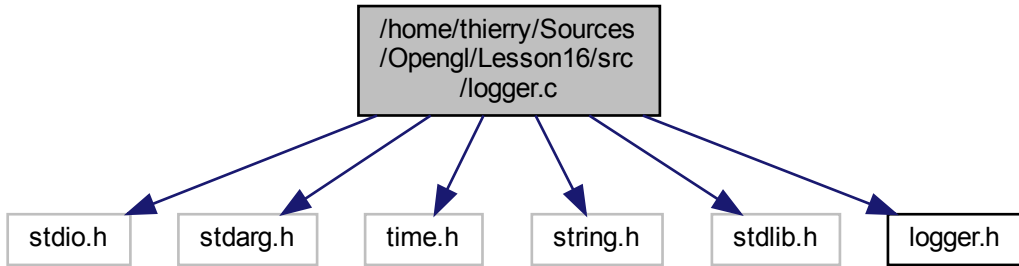 /home/thierry/Sources
/Opengl/Lesson16/src
/logger.c
stdio.h
stdarg.h
time.h
string.h
stdlib.h
logger.h